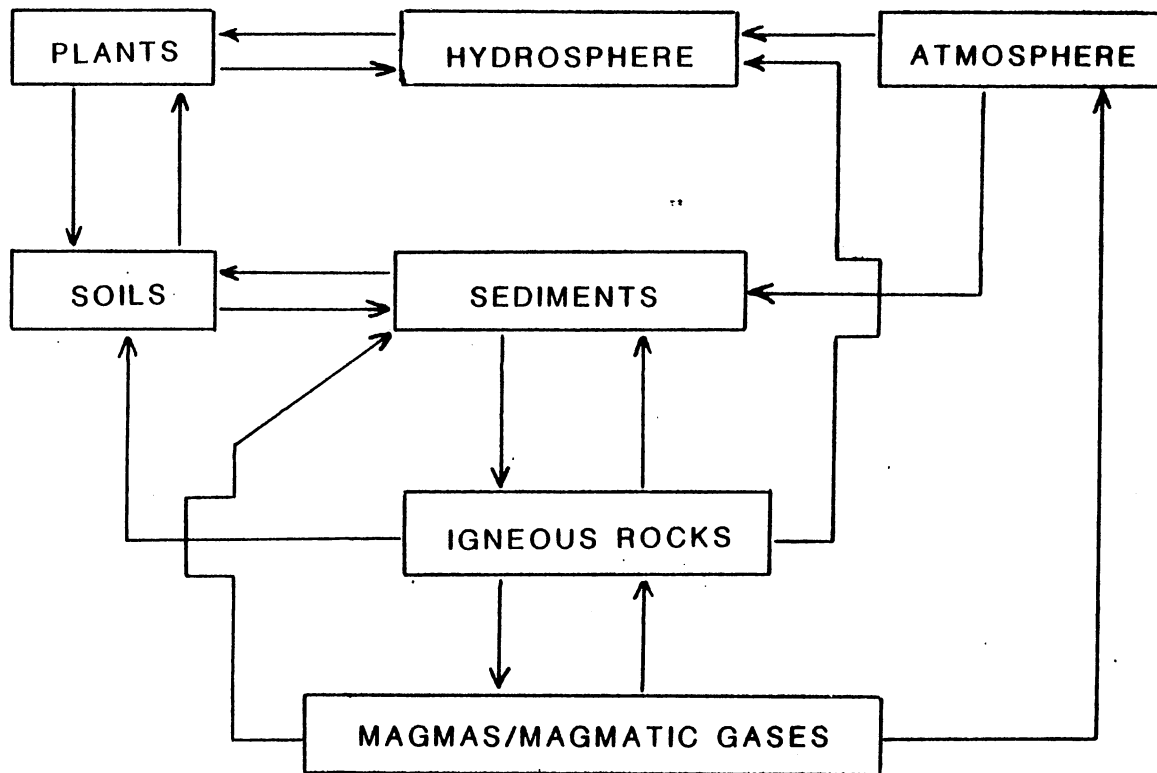 PLANTS
HYDROSPHERE
ATMOSPHERE
SOILS
SEDIMENTS
IGNEOUS ROCKS
MAGMAS/MAGMATIC GASES